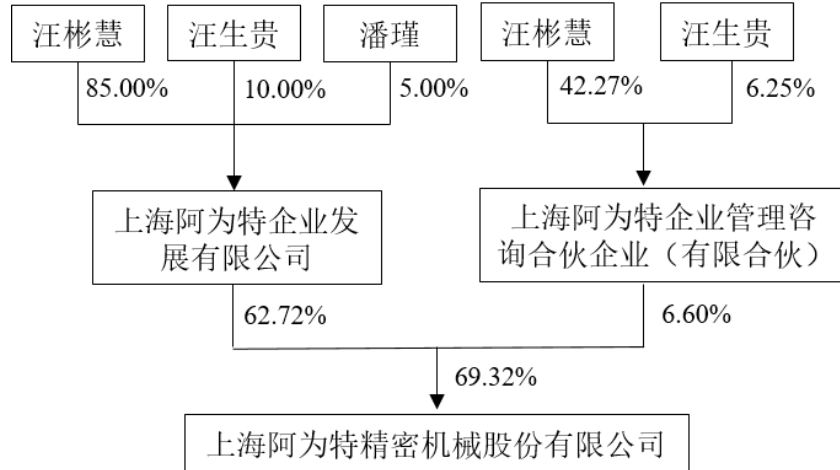 汪彬慧
汪生贵
潘瑾
汪彬慧
汪生贵
85.00%
10.00%
5.00%
42.27%
6.25%
上海阿为特企业发
展有限公司
上海阿为特企业管理咨
询合伙企业（有限合伙）
62.72%
6.60%
69.32%
上海阿为特精密机械股份有限公司